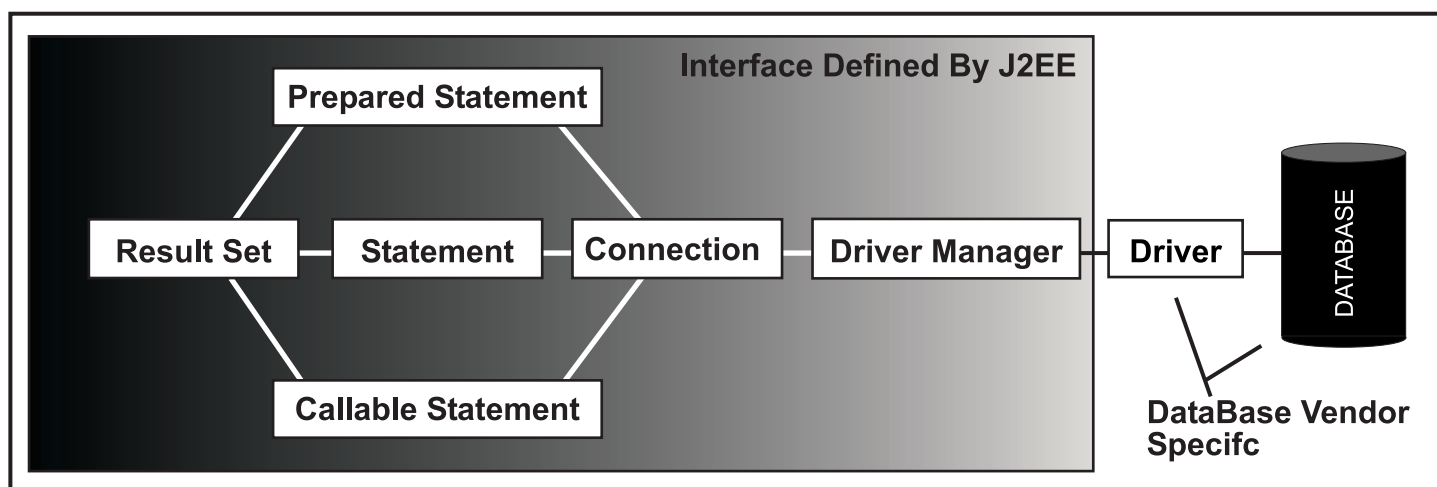 Interface Defined By J2EE
Prepared Statement
Result Set
Statement
Connection
Driver Manager
Driver
DATABASE
Callable Statement
DataBase Vendor
Specifc